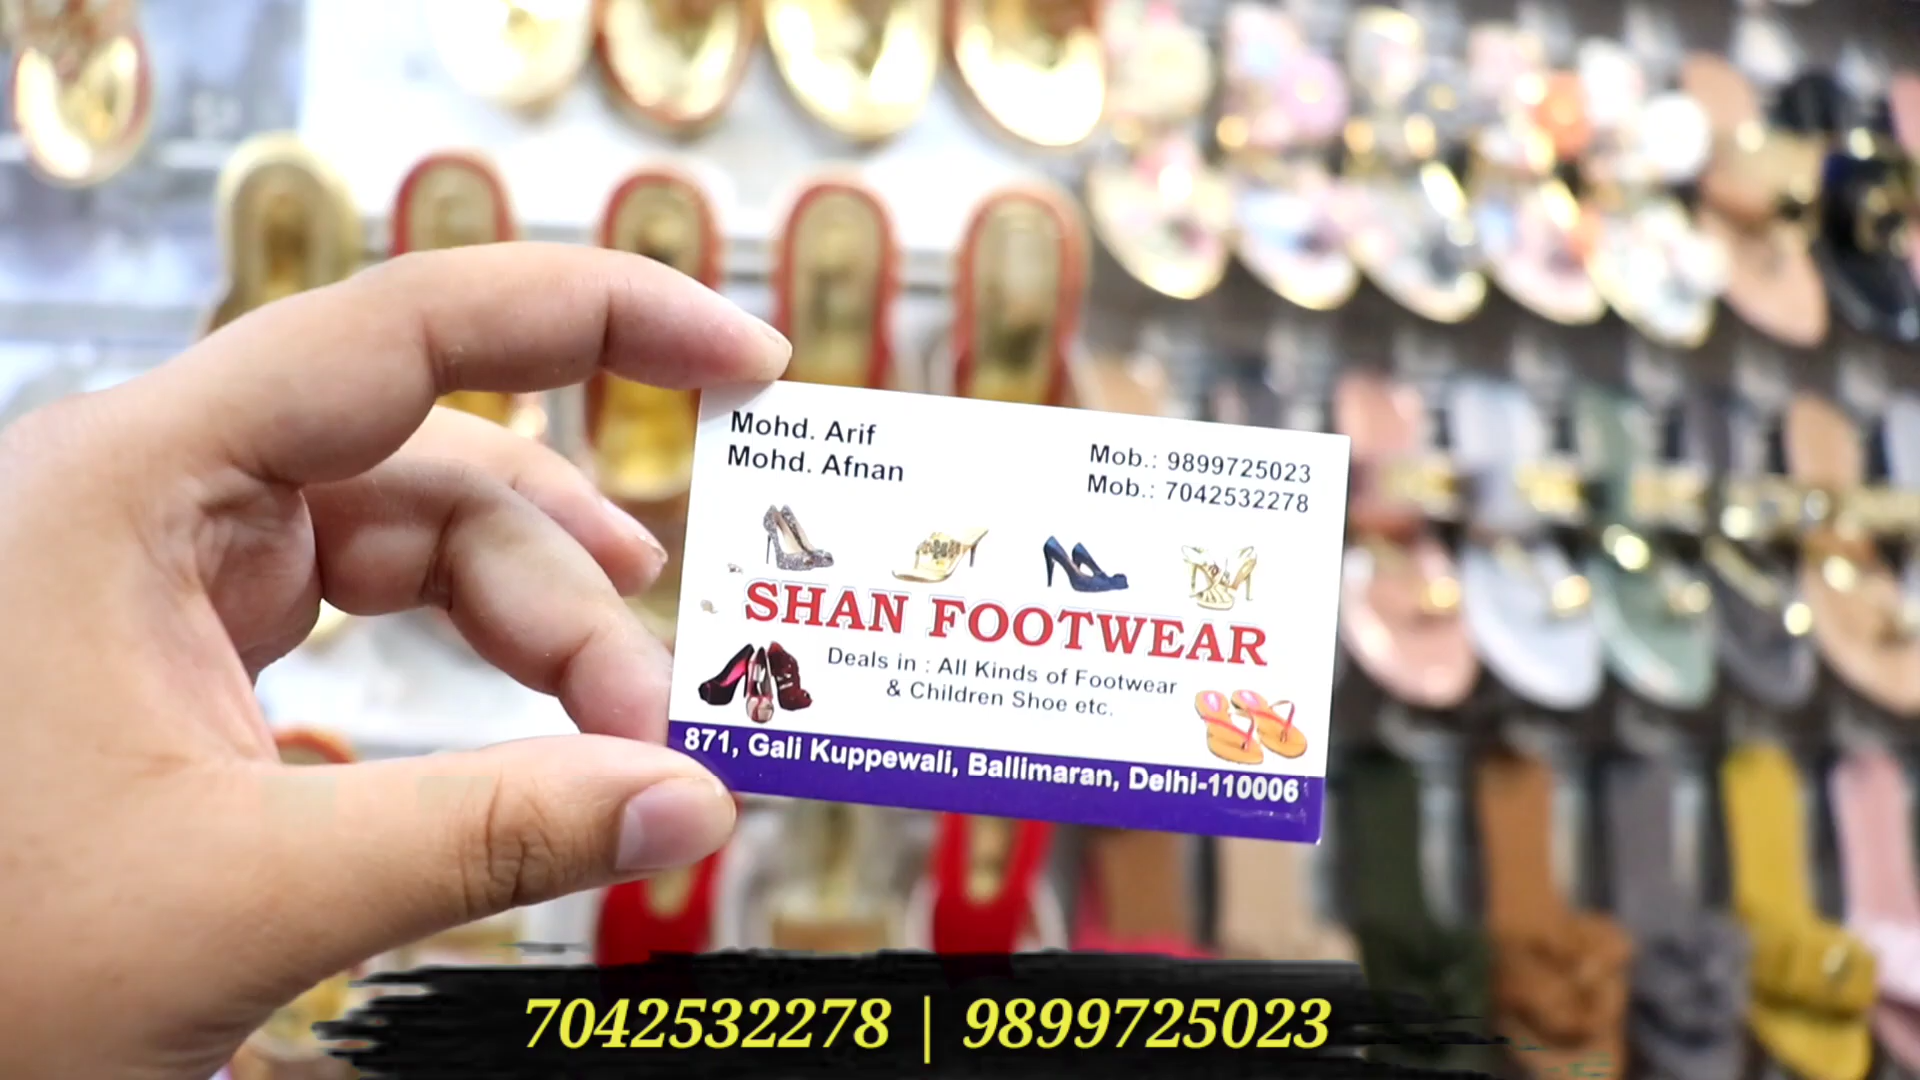 Mohd. Arif
Mohd. Afnan
Mob.: 9899725023
Mob.: 7042532278
SHAN FOOTWEAR
Deals in : All Kinds of Footwear
& Children Shoe etc.
871, Gali Kuppewali, Ballimaran, Delhi-110006
7042532278 | 9899725023